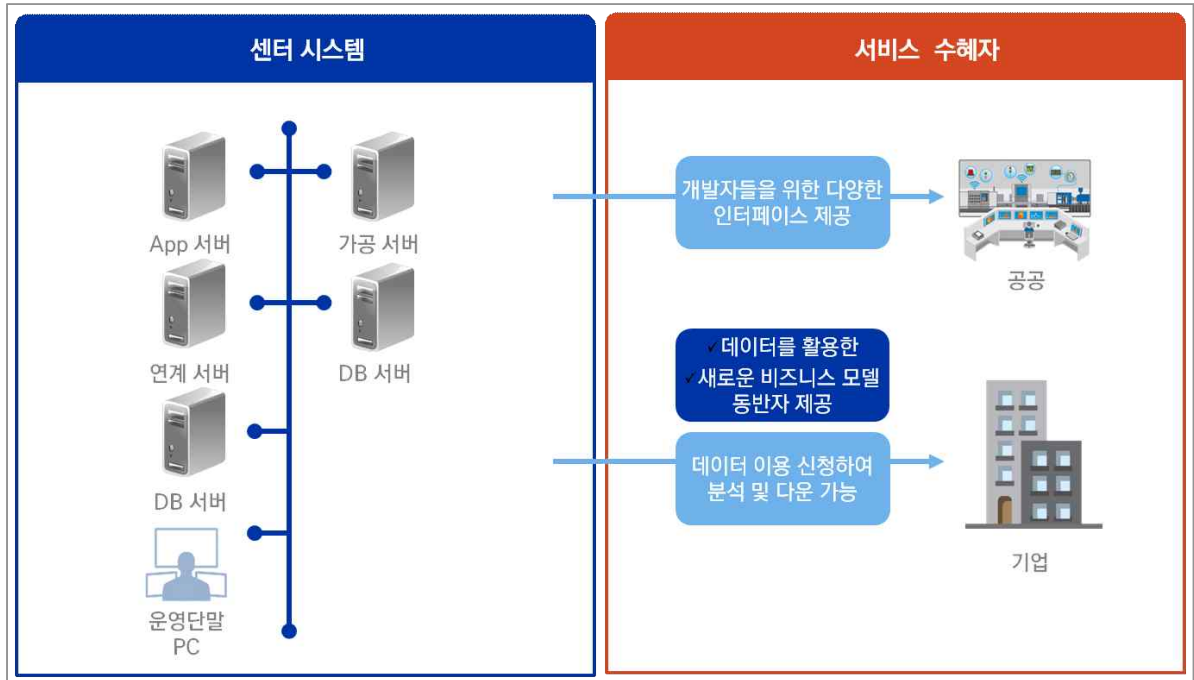 센터 시스템
App 서버
가공 서버
연계 서버
DB 서버
DB 서버
운영단말
PC
서비스 수혜자
개발자들을 위한 다양한
인터페이스 제공
공공
✓데이터를 활용한
✓새로운 비즈니스 모델
동반자 제공
데이터 이용 신청하여
분석 및 다운 가능
기업